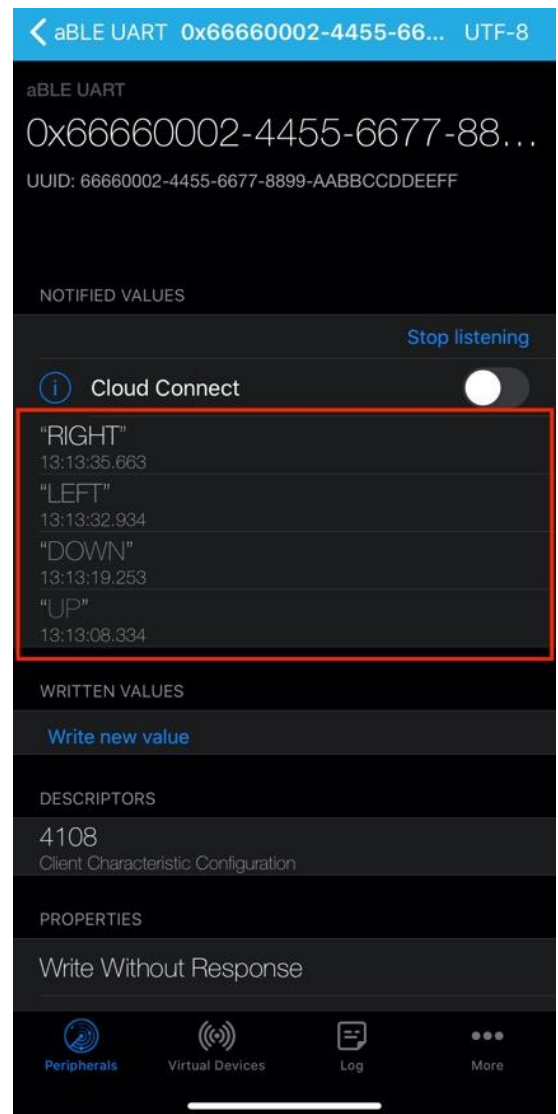 aBLE UART 0x66660002-4455-66... UTF-8
aBLE UART
0x66660002-4455-6677-88...
UUID: 66660002-4455-6677-8899-AABBCCDDEEFF
NOTIFIED VALUES
Stop listening
i Cloud Connect
“RIGHT”
13:13:35.663
“LEFT”
13:13:32.934
“DOWN”
13:13:19.253
“UP”
13:13:08.334
WRITTEN VALUES
Write new value
DESCRIPTORS
4108
Client Characteristic Configuration
PROPERTIES
Write Without Response
Peripherals Virtual Devices Log More